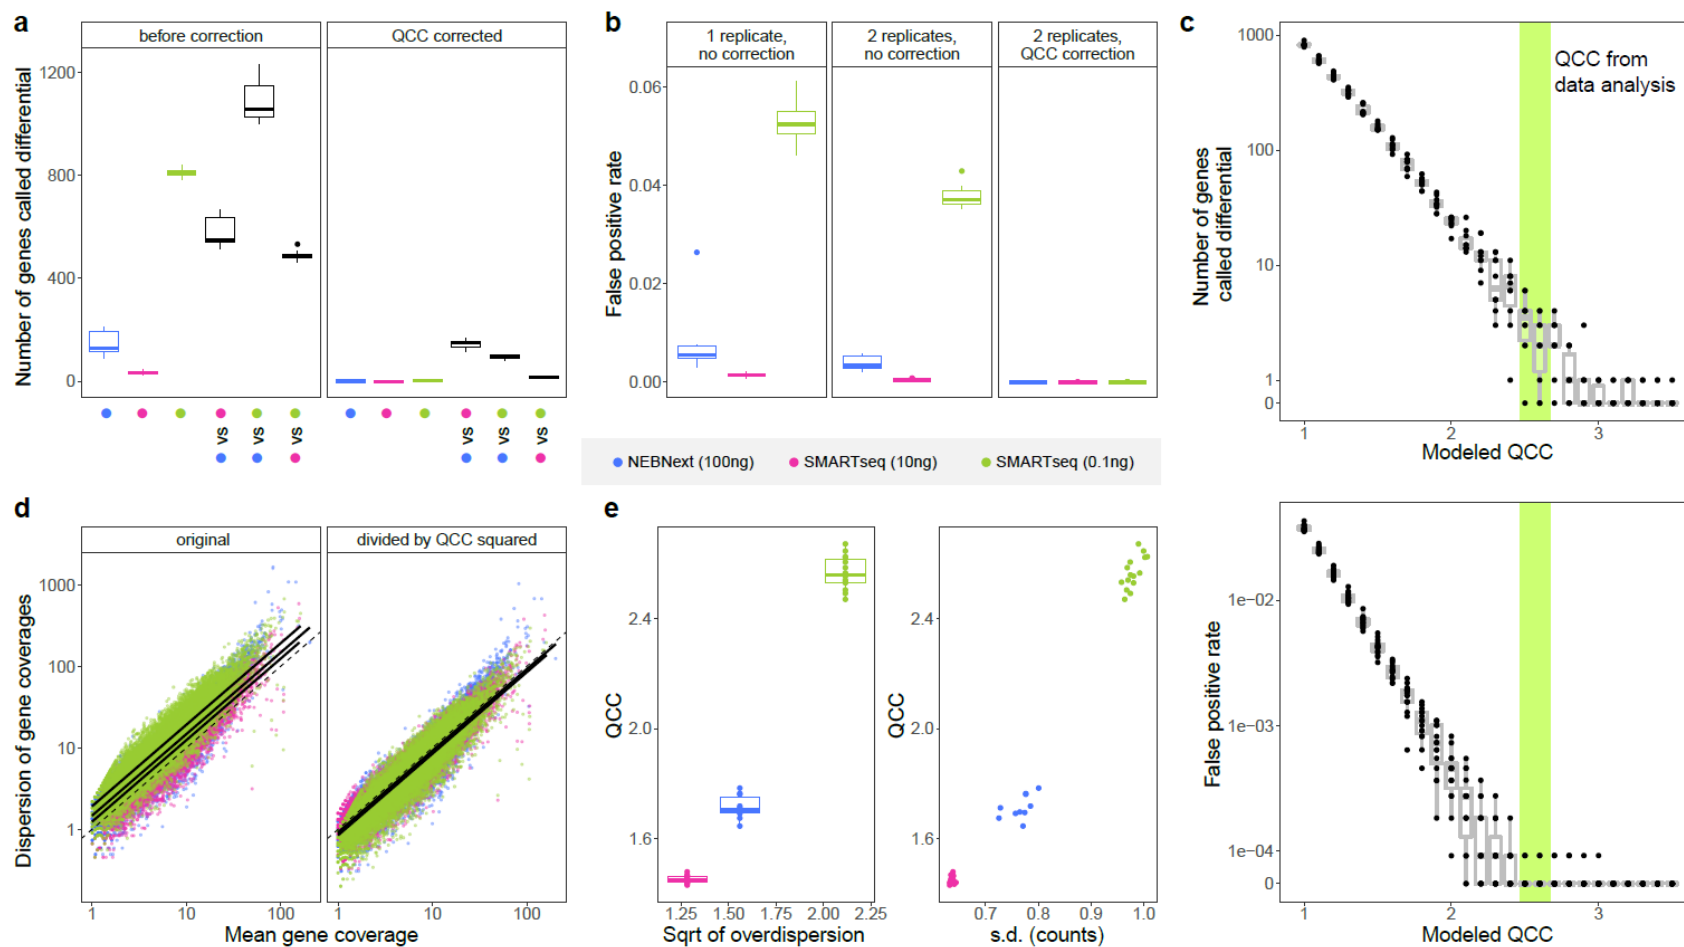 a
before correction
QCC corrected
Number of genes called differential
1200
800
400
0
vs
vs
vs
vs
vs
vs
b
1 replicate,
no correction
2 replicates,
no correction
2 replicates,
QCC correction
False positive rate
0.06
0.04
0.02
0.00
NEBNext (100ng)
SMARTseq (10ng)
SMARTseq (0.1ng)
c
QCC from
data analysis
Number of genes
called differential
1000
100
10
1
0
1
2
3
Modeled QCC
False positive rate
1e−02
1e−03
1e−04
0
1
2
3
Modeled QCC
d
original
divided by QCC squared
Dispersion of gene coverages
1000
100
10
1
1
10
100
1
10
100
Mean gene coverage
e
QCC
2.4
2.0
1.6
1.25
1.50
1.75
2.00
2.25
Sqrt of overdispersion
QCC
2.4
2.0
1.6
0.7
0.8
0.9
1.0
s.d. (counts)